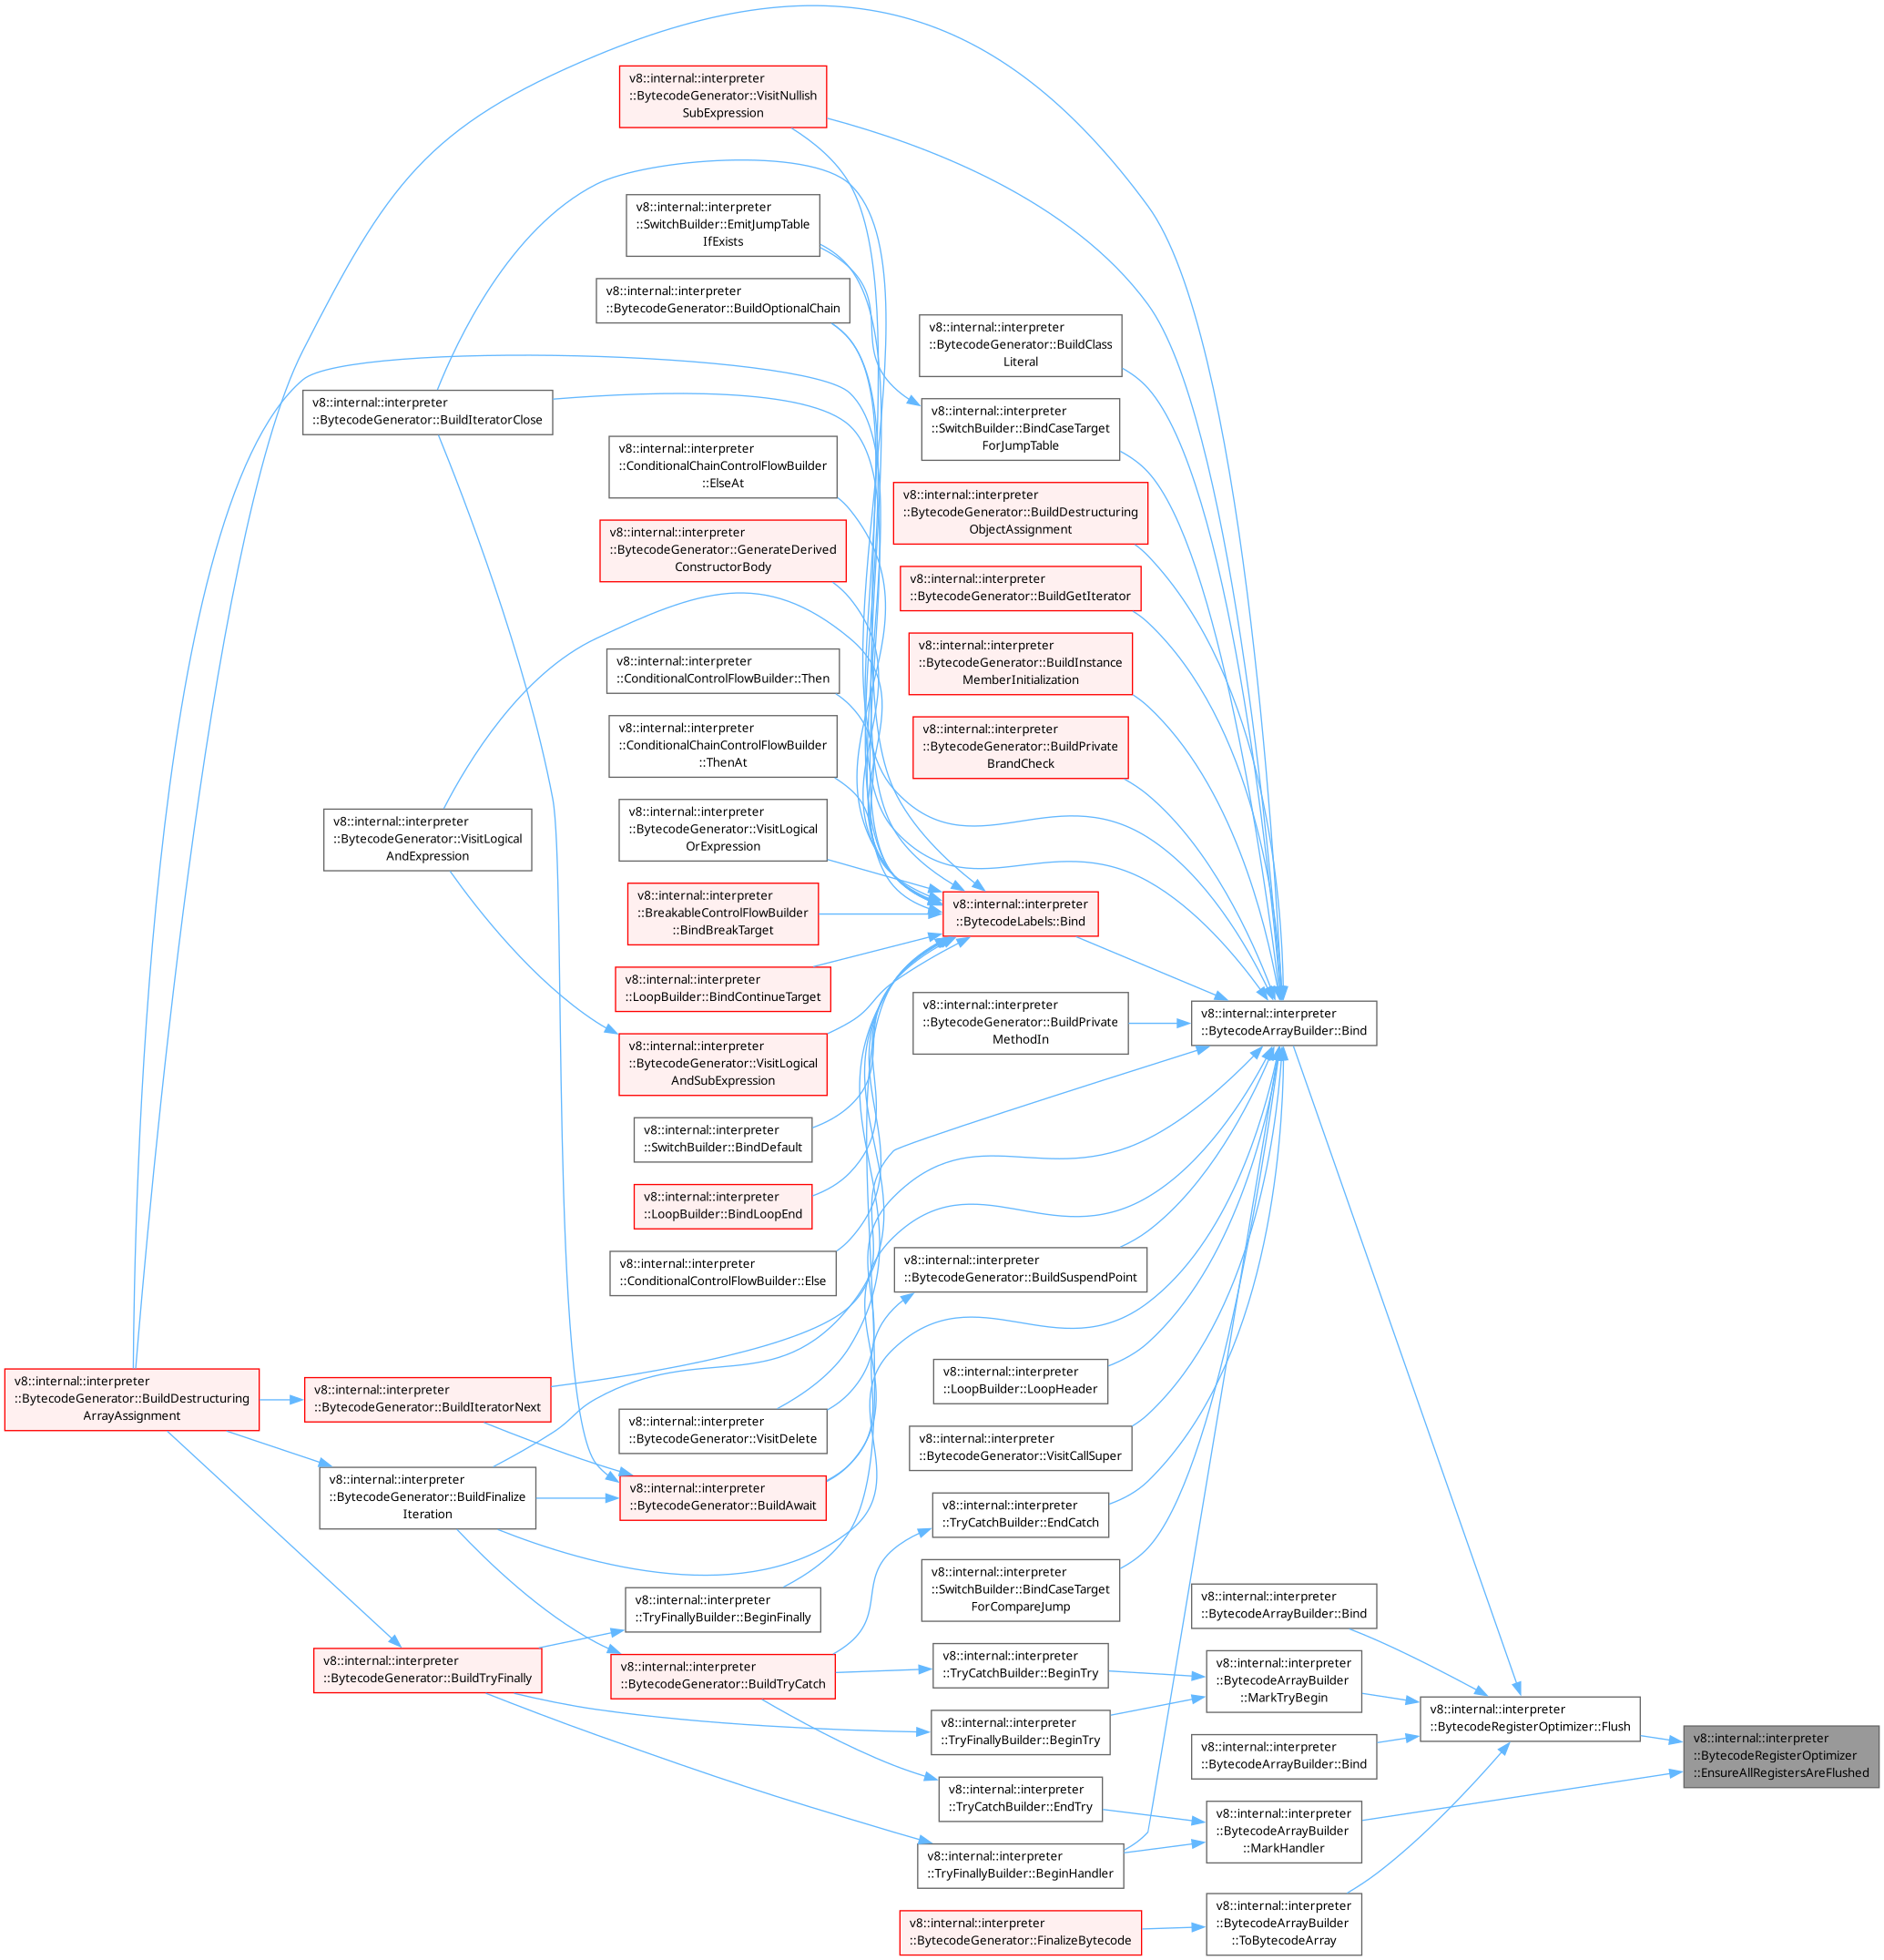 v8::internal::interpreter
::BytecodeGenerator::VisitNullish
SubExpression
v8::internal::interpreter
::SwitchBuilder::EmitJumpTable
IfExists
v8::internal::interpreter
::BytecodeGenerator::BuildOptionalChain
v8::internal::interpreter
::BytecodeGenerator::BuildClass
Literal
v8::internal::interpreter
::BytecodeGenerator::BuildIteratorClose
v8::internal::interpreter
::SwitchBuilder::BindCaseTarget
ForJumpTable
v8::internal::interpreter
::ConditionalChainControlFlowBuilder
::ElseAt
v8::internal::interpreter
::BytecodeGenerator::BuildDestructuring
ObjectAssignment
v8::internal::interpreter
::BytecodeGenerator::GenerateDerived
ConstructorBody
v8::internal::interpreter
::BytecodeGenerator::BuildGetIterator
v8::internal::interpreter
::BytecodeGenerator::BuildInstance
MemberInitialization
v8::internal::interpreter
::ConditionalControlFlowBuilder::Then
v8::internal::interpreter
::ConditionalChainControlFlowBuilder
::ThenAt
v8::internal::interpreter
::BytecodeGenerator::BuildPrivate
BrandCheck
v8::internal::interpreter
::BytecodeGenerator::VisitLogical
AndExpression
v8::internal::interpreter
::BytecodeGenerator::VisitLogical
OrExpression
v8::internal::interpreter
::BreakableControlFlowBuilder
::BindBreakTarget
v8::internal::interpreter
::BytecodeLabels::Bind
v8::internal::interpreter
::LoopBuilder::BindContinueTarget
v8::internal::interpreter
::BytecodeGenerator::BuildPrivate
MethodIn
v8::internal::interpreter
::BytecodeArrayBuilder::Bind
v8::internal::interpreter
::BytecodeGenerator::VisitLogical
AndSubExpression
v8::internal::interpreter
::SwitchBuilder::BindDefault
v8::internal::interpreter
::LoopBuilder::BindLoopEnd
v8::internal::interpreter
::ConditionalControlFlowBuilder::Else
v8::internal::interpreter
::BytecodeGenerator::BuildSuspendPoint
v8::internal::interpreter
::LoopBuilder::LoopHeader
v8::internal::interpreter
::BytecodeGenerator::BuildDestructuring
ArrayAssignment
v8::internal::interpreter
::BytecodeGenerator::BuildIteratorNext
v8::internal::interpreter
::BytecodeGenerator::VisitDelete
v8::internal::interpreter
::BytecodeGenerator::VisitCallSuper
v8::internal::interpreter
::BytecodeGenerator::BuildFinalize
Iteration
v8::internal::interpreter
::BytecodeGenerator::BuildAwait
v8::internal::interpreter
::TryCatchBuilder::EndCatch
v8::internal::interpreter
::SwitchBuilder::BindCaseTarget
ForCompareJump
v8::internal::interpreter
::TryFinallyBuilder::BeginFinally
v8::internal::interpreter
::BytecodeArrayBuilder::Bind
v8::internal::interpreter
::BytecodeGenerator::BuildTryFinally
v8::internal::interpreter
::BytecodeGenerator::BuildTryCatch
v8::internal::interpreter
::TryCatchBuilder::BeginTry
v8::internal::interpreter
::BytecodeArrayBuilder
::MarkTryBegin
v8::internal::interpreter
::BytecodeRegisterOptimizer::Flush
v8::internal::interpreter
::TryFinallyBuilder::BeginTry
v8::internal::interpreter
::BytecodeArrayBuilder::Bind
v8::internal::interpreter
::BytecodeRegisterOptimizer
::EnsureAllRegistersAreFlushed
v8::internal::interpreter
::TryCatchBuilder::EndTry
v8::internal::interpreter
::BytecodeArrayBuilder
::MarkHandler
v8::internal::interpreter
::TryFinallyBuilder::BeginHandler
v8::internal::interpreter
::BytecodeGenerator::FinalizeBytecode
v8::internal::interpreter
::BytecodeArrayBuilder
::ToBytecodeArray